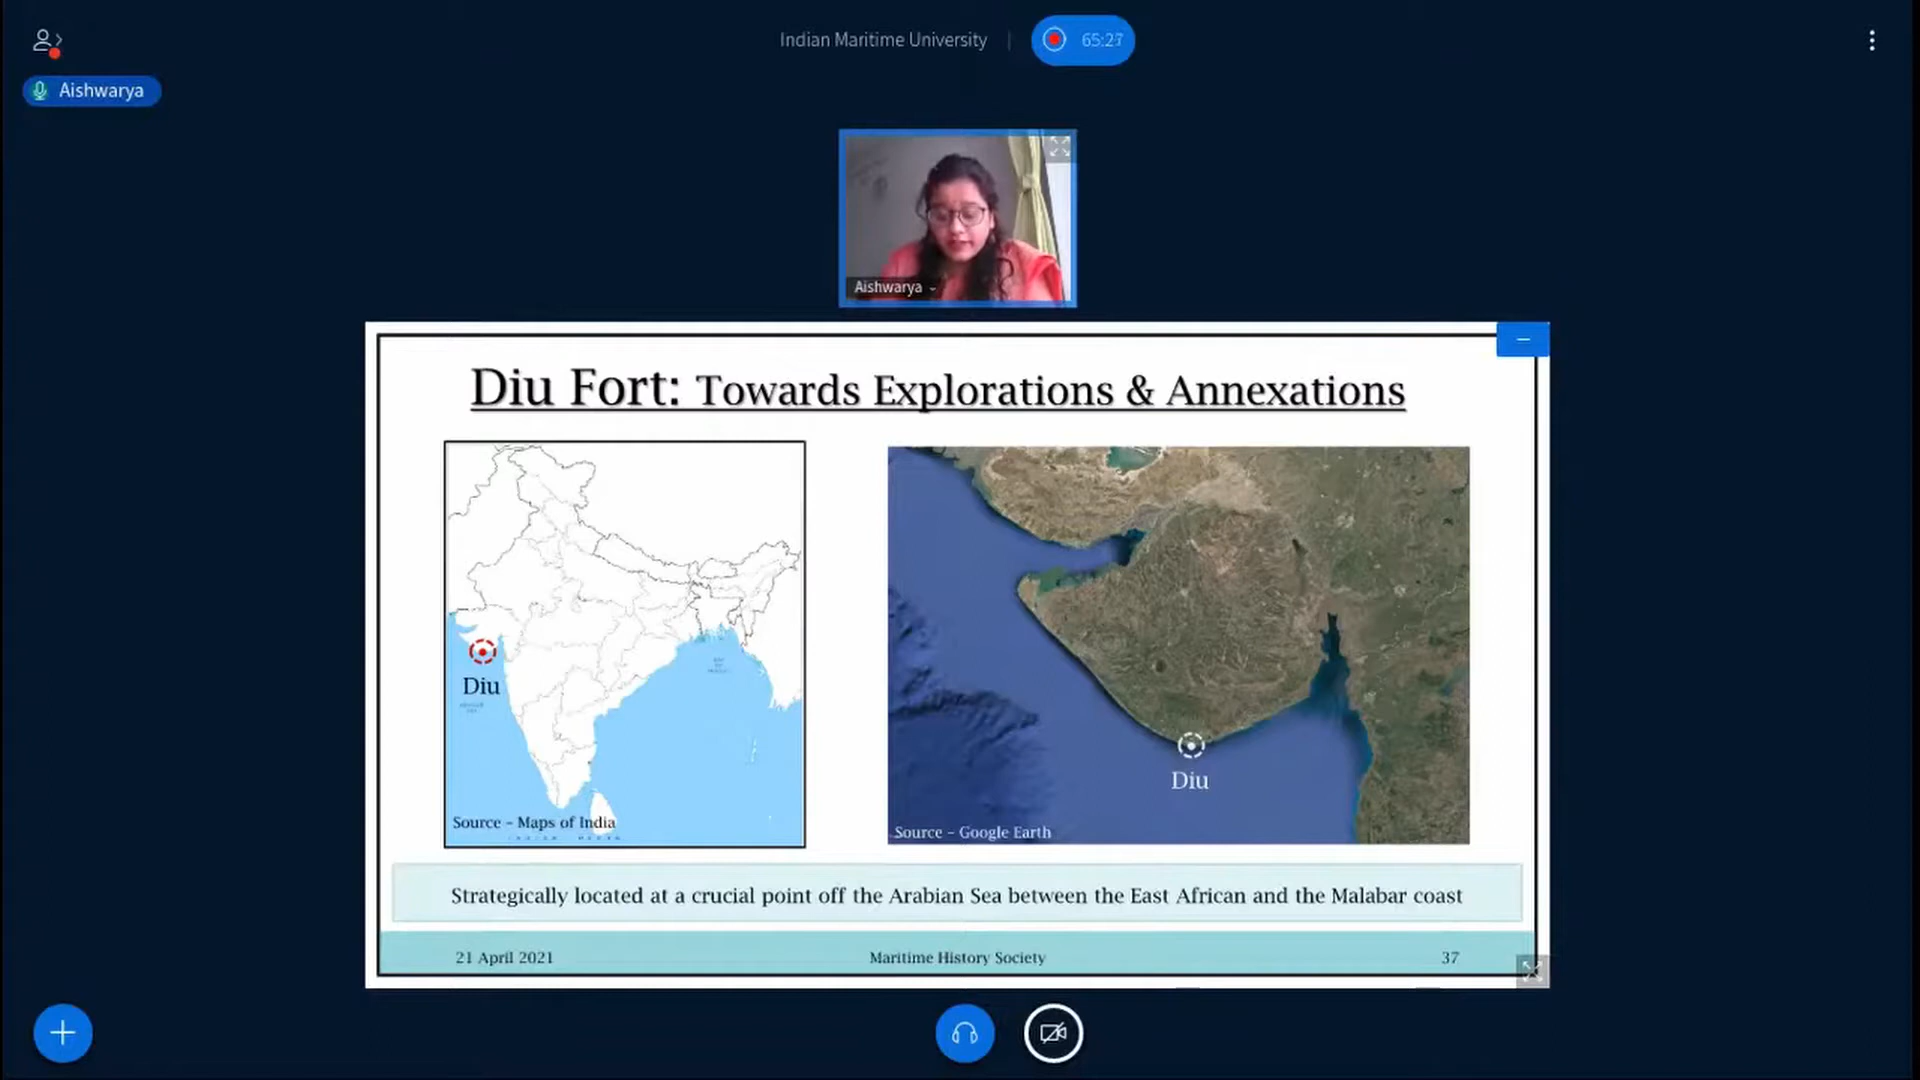 Indian Maritime University
65:27
Aishwarya
Aishwarya
Diu Fort: Towards Explorations & Annexations
Diu
Source – Maps of India
Diu
Source – Google Earth
Strategically located at a crucial point off the Arabian Sea between the East African and the Malabar coast
21 April 2021
Maritime History Society
37